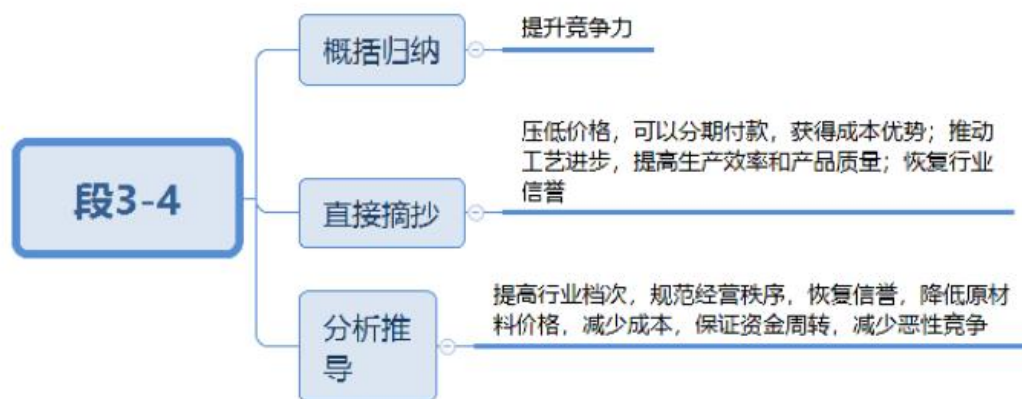 段3-4
概括归纳
提升竞争力
直接摘抄
压低价格，可以分期付款，获得成本优势；推动
工艺进步，提高生产效率和产品质量；恢复行业
信誉
分析推
导
提高行业档次，规范经营秩序，恢复信誉，降低原材
料价格，减少成本，保证资金周转，减少恶性竞争